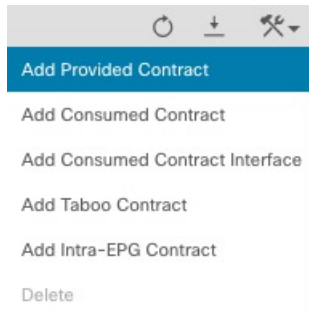 Add Provided Contract
Add Consumed Contract
Add Consumed Contract Interface
Add Taboo Contract
Add Intra-EPG Contract
Delete